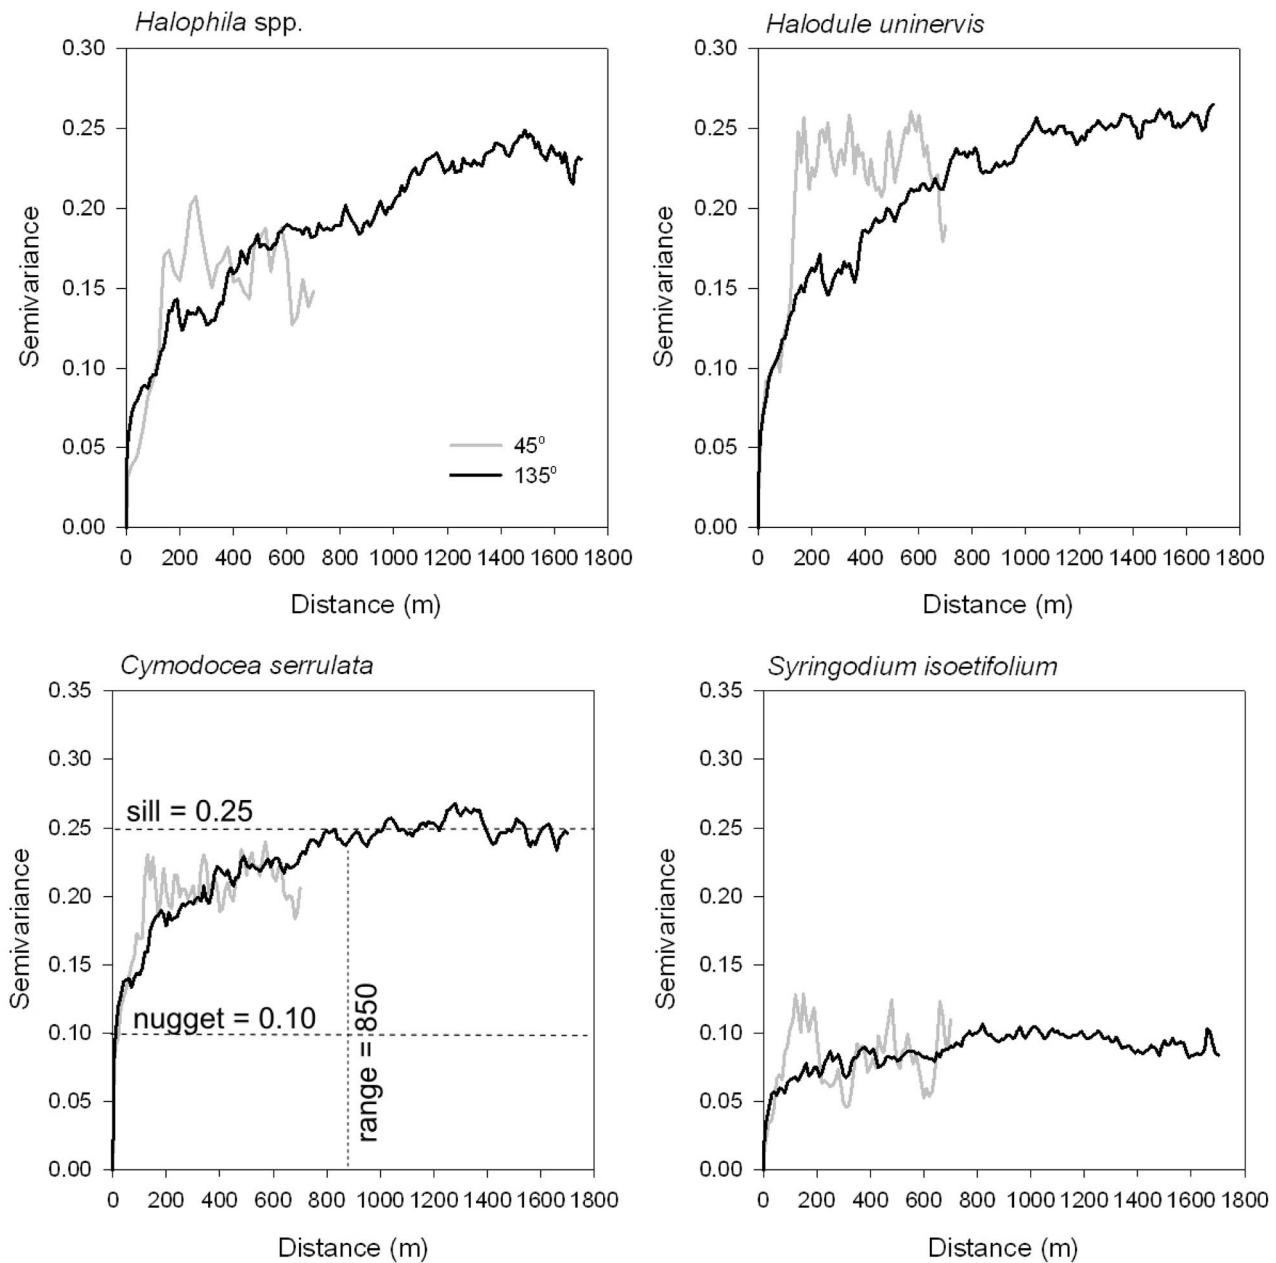 Halophila spp.
0.30
0.25
0.20
0.15
0.10
0.05
0.00
Semivariance
45⁰
135⁰
0 200 400 600 800 1000 1200 1400 1600 1800
Distance (m)
Halodule uninervis
0.30
0.25
0.20
0.15
0.10
0.05
0.00
Semivariance
0 200 400 600 800 1000 1200 1400 1600 1800
Distance (m)
Cymodocea serrulata
0.35
0.30
0.25
0.20
0.15
0.10
0.05
0.00
Semivariance
sill = 0.25
nugget = 0.10
range = 850
0 200 400 600 800 1000 1200 1400 1600 1800
Distance (m)
Syringodium isoetifolium
0.35
0.30
0.25
0.20
0.15
0.10
0.05
0.00
Semivariance
0 200 400 600 800 1000 1200 1400 1600 1800
Distance (m)